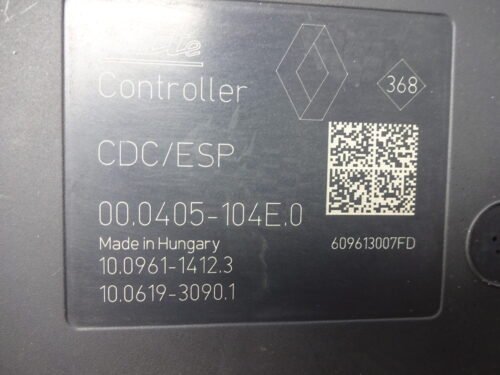 Controller
368
CDC/ESP
00.0405-104E.0
Made in Hungary
609613007FD
10.0961-1412.3
10.0619-3090.1